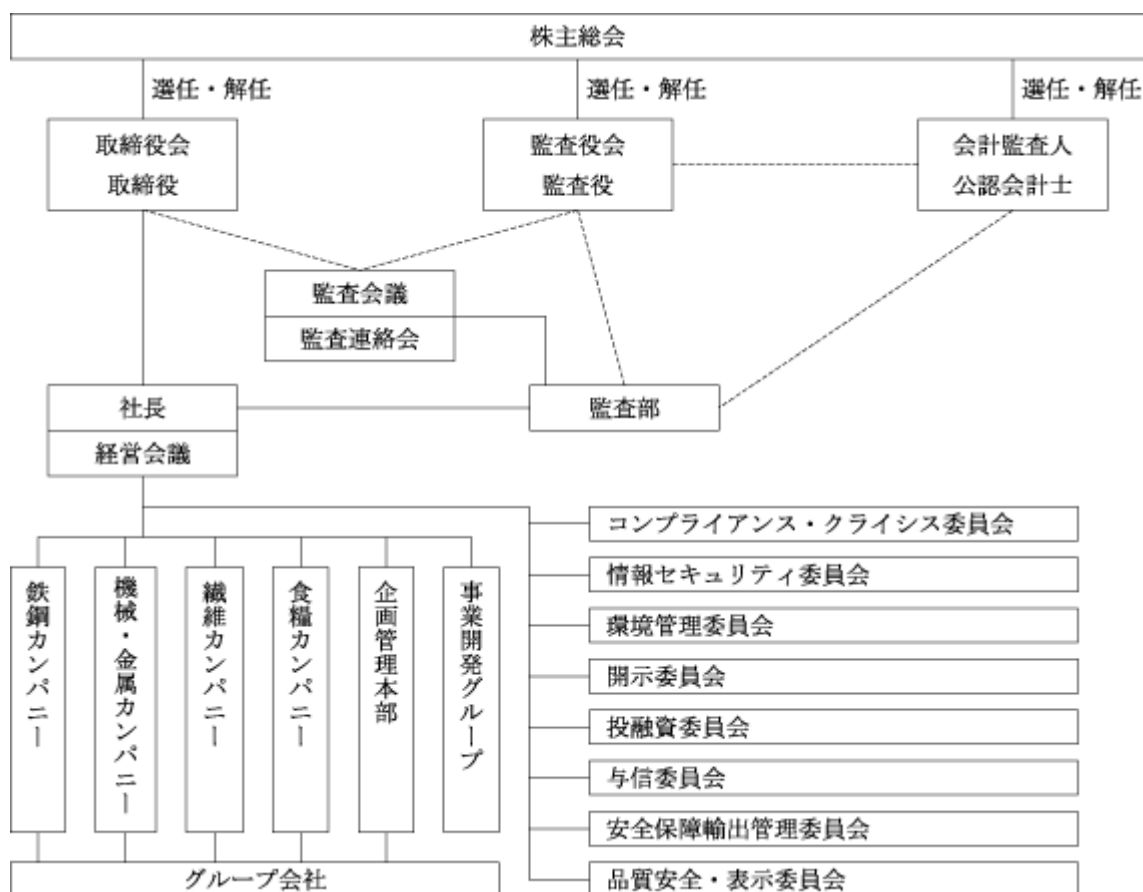 株主総会
選任・解任
選任・解任
選任・解任
取締役会
取締役
監査役会
監査役
会計監査人
公認会計士
監査会議
監査連絡会
社長
経営会議
監査部
鉄鋼カンパニー
機械・金属カンパニー
繊維カンパニー
食糧カンパニー
企画管理本部
事業開発グループ
グループ会社
コンプライアンス・クライシス委員会
情報セキュリティ委員会
環境管理委員会
開示委員会
投融資委員会
与信委員会
安全保障輸出管理委員会
品質安全・表示委員会